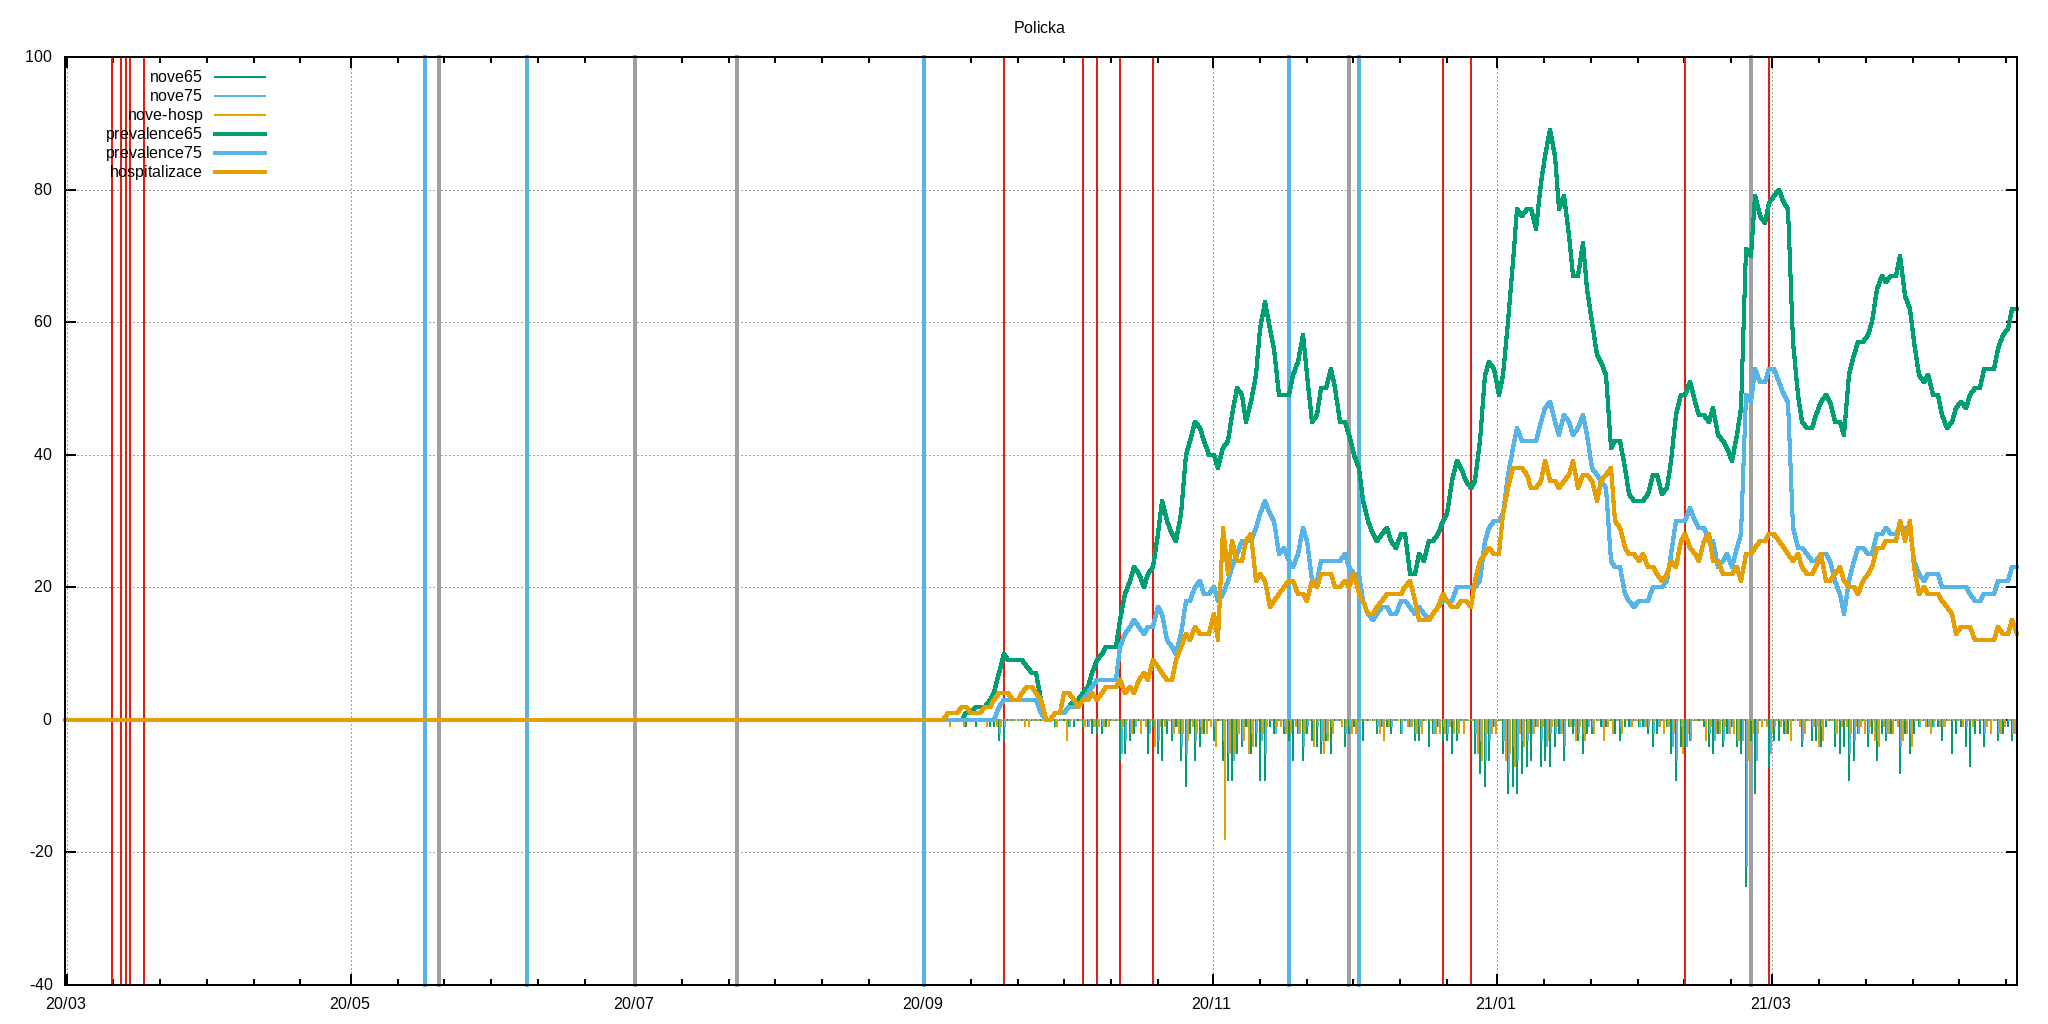 Policka
100
80
60
40
20
0
-20
-40
nove65
nove75
nove-hosp
prevalence65
prevalence75
hospitalizace
20/03 20/05 20/07 20/09 20/11 21/01 21/03